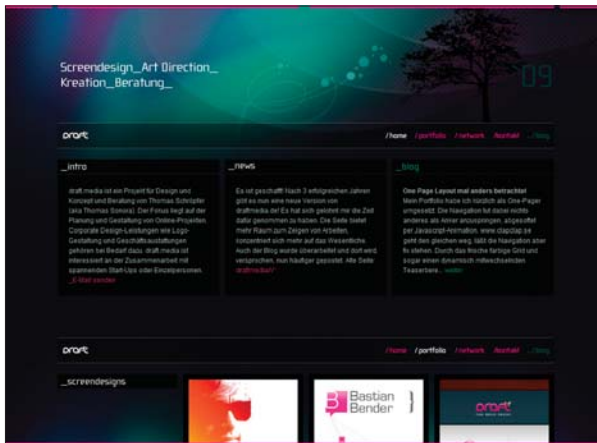 Screendesign_Art Direction_
Kreation_Beratung_
09
draft
/home /portfolio /network /kontakt .../blog
_intro
draft.media ist ein Projekt für Design und
Konzept und Beratung von Thomas Schröpfer
(aka Thomas Sonora). Der Fokus liegt auf der
Planung und Gestaltung von Online-Projekten.
Corporate Design-Leistungen wie Logo-
Gestaltung und Geschäftsausstattungen
gehören bei Bedarf dazu. draft.media ist
interessiert an der Zusammenarbeit mit
spannenden Start-Ups oder Einzelpersonen.
_E-Mail senden
_news
Es ist geschafft! Nach 3 erfolgreichen Jahren
gibt es nun eine neue Version von
draftmedia.de! Es hat sich gelohnt mir die Zeit
dafür genommen zu haben. Die Seite bietet
mehr Raum zum Zeigen von Arbeiten,
konzentriert sich mehr auf das Wesentliche.
Auch der Blog wurde überarbeitet und dort wird,
versprochen, nun häufiger gepostet. Alte Seite
_blog
One Page Layout mal anders betrachtet
Mein Portfolio habe ich kürzlich als One-Pager
umgesetzt. Die Navigation tut dabei nichts
anderes als Anker anzuspringen, abgesoftet
per Javascript-Animation. www.clapclap.se
geht den gleichen weg, läßt die Navigation aber
fix stehen. Durch das frische farbige Grid und
sogar einen dynamisch mitwechselnden
Teaserbere... weiter
draft
/home /portfolio /network /kontakt .../blog
_screendesigns
B Bastian
Bender
draft